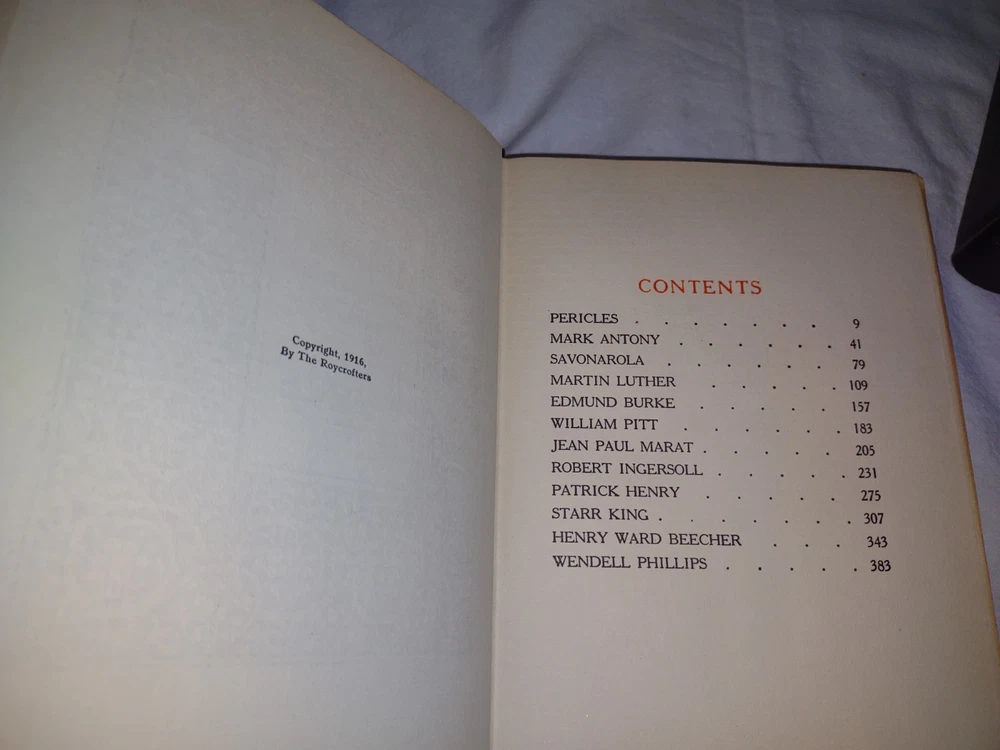 Copyright, 1916,
By The Roycrofters
CONTENTS
PERICLES . . . . . . . 9
MARK ANTONY . . . . . . 41
SAVONAROLA . . . . . . 79
MARTIN LUTHER . . . . . 109
EDMUND BURKE . . . . . 157
WILLIAM PITT . . . . . . 183
JEAN PAUL MARAT . . . . . 205
ROBERT INGERSOLL . . . . . 231
PATRICK HENRY . . . . . 275
STARR KING . . . . . . . 307
HENRY WARD BEECHER . . . 343
WENDELL PHILLIPS . . . . . 383